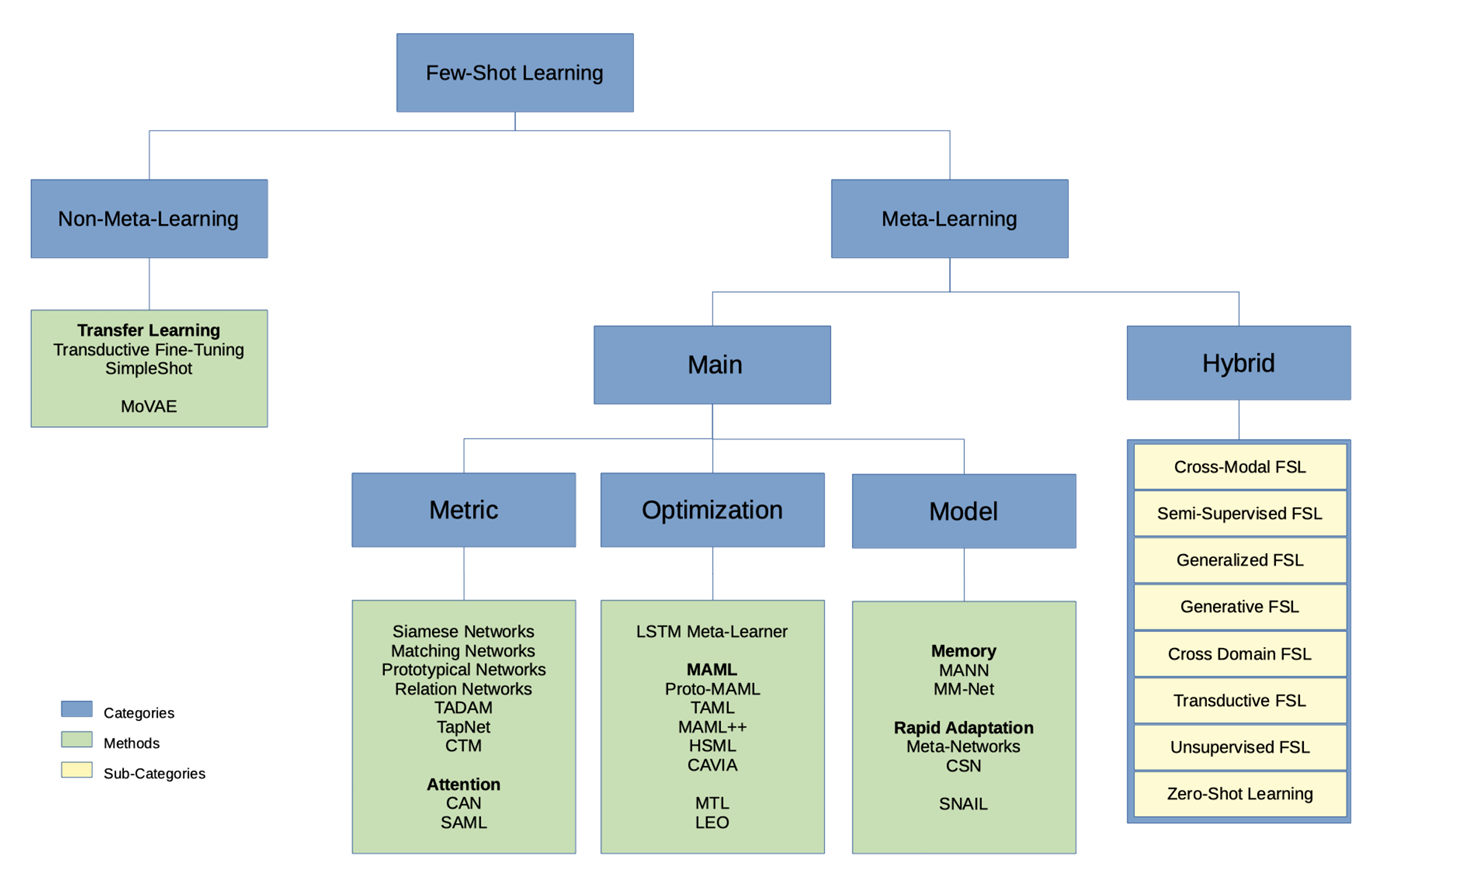 Few-Shot Learning
Non-Meta-Learning
Meta-Learning
Transfer Learning
Transductive Fine-Tuning
SimpleShot
MoVAE
Main
Hybrid
Metric
Optimization
Model
Siamese Networks
Matching Networks
Prototypical Networks
Relation Networks
TADAM
TapNet
CTM
Attention
CAN
SAML
LSTM Meta-Learner
MAML
Proto-MAML
TAML
MAML++
HSML
CAVIA
MTL
LEO
Memory
MANN
MM-Net
Rapid Adaptation
Meta-Networks
CSN
SNAIL
Cross-Modal FSL
Semi-Supervised FSL
Generalized FSL
Generative FSL
Cross Domain FSL
Transductive FSL
Unsupervised FSL
Zero-Shot Learning
Categories
Methods
Sub-Categories